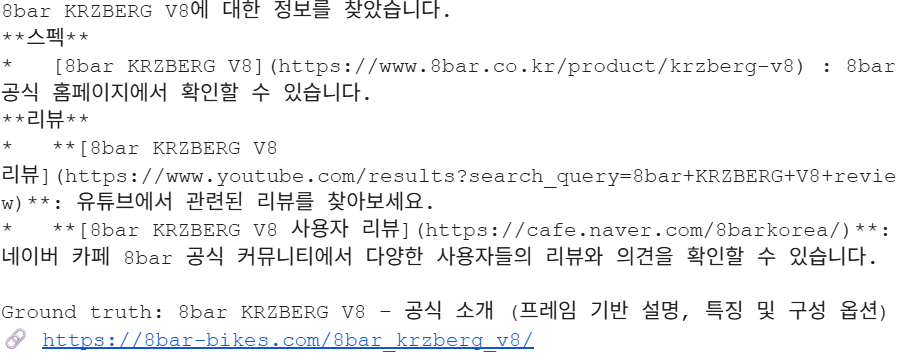 8bar KRZBERG V8에 대한 정보를 찾았습니다.
**스펙**
*   [8bar KRZBERG V8](https://www.8bar.co.kr/product/krzberg-v8) : 8bar
공식 홈페이지에서 확인할 수 있습니다.
**리뷰**
*   **[8bar KRZBERG V8
리뷰](https://www.youtube.com/results?search_query=8bar+KRZBERG+V8+revie
w)**: 유튜브에서 관련된 리뷰를 찾아보세요.
*   **[8bar KRZBERG V8 사용자 리뷰](https://cafe.naver.com/8barkorea/)**:
네이버 카페 8bar 공식 커뮤니티에서 다양한 사용자들의 리뷰와 의견을 확인할 수 있습니다.
Ground truth: 8bar KRZBERG V8 – 공식 소개 (프레임 기반 설명, 특징 및 구성 옵션)
🔗 https://8bar-bikes.com/8bar_krzberg_v8/